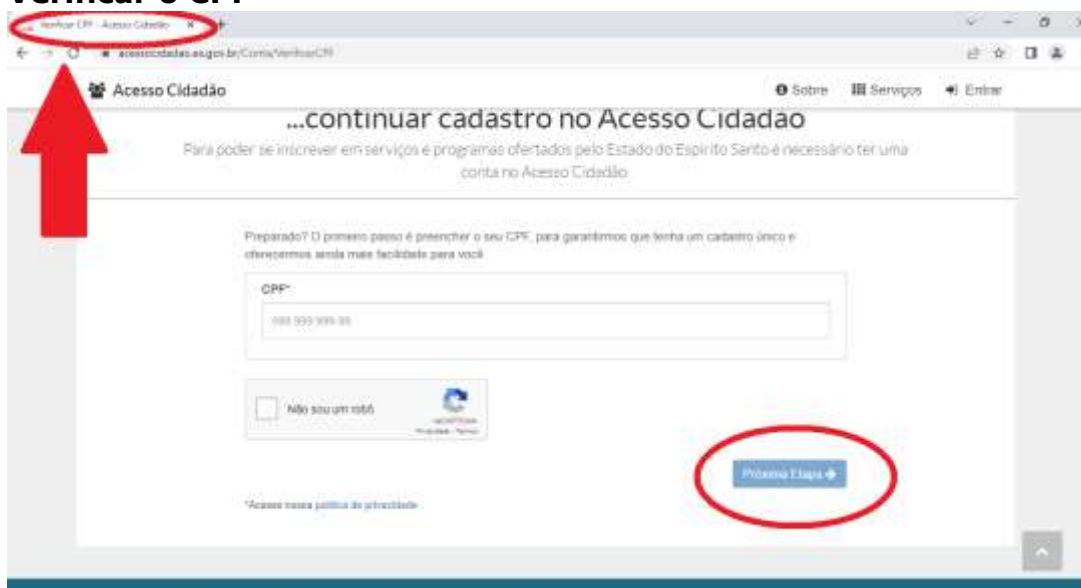 Verificar o CPF
Verificar CPF - Acesso Cidadão
acessocidadao.es.gov.br/Conta/VerificarCPF
Acesso Cidadão
Sobre Serviços Entrar
...continuar cadastro no Acesso Cidadão
Para poder se inscrever em serviços e programas ofertados pelo Estado do Espírito Santo é necessário ter uma
conta no Acesso Cidadão
Preparado? O primeiro passo é preencher o seu CPF, para garantirmos que tenha um cadastro único e
oferecermos ainda mais facilidade para você
CPF*
999.999.999-99
Não sou um robô
reCAPTCHA
Privacidade - Termos
Próxima Etapa
*Acesse nossa política de privacidade